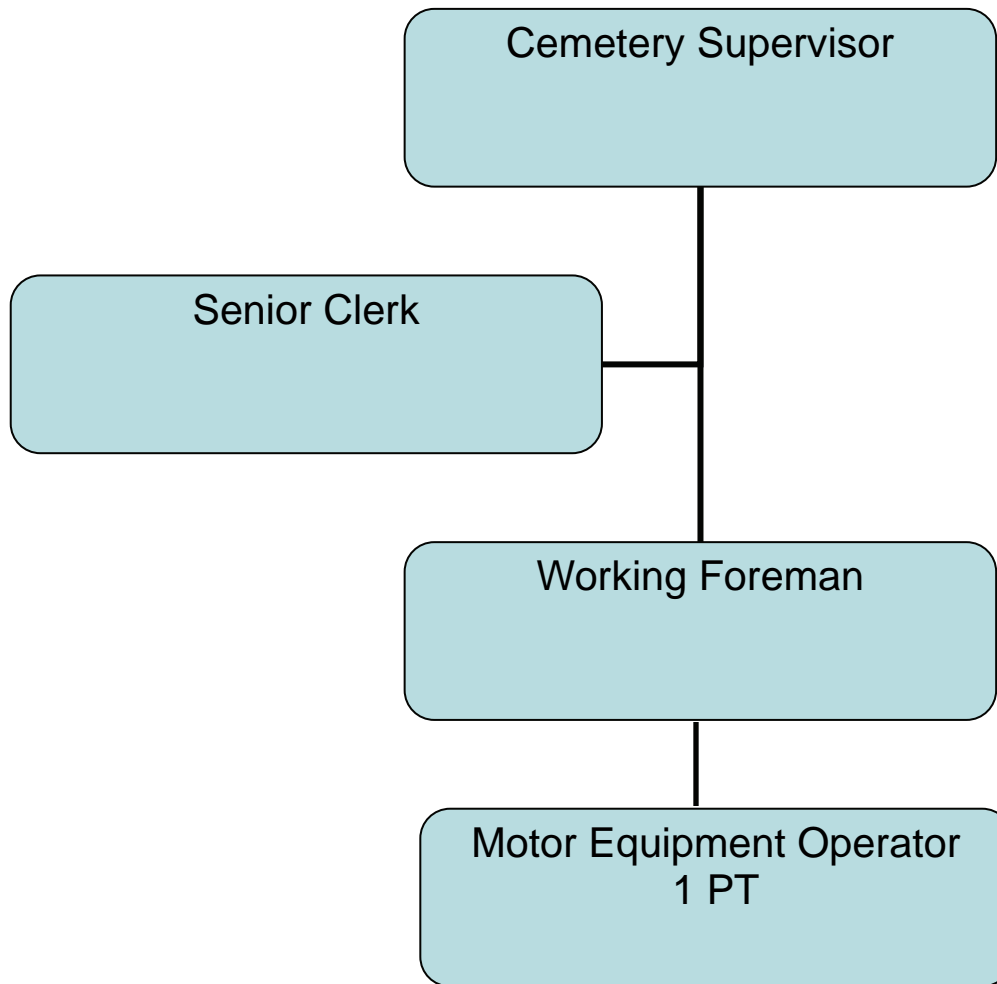 Cemetery Supervisor
Senior Clerk
Working Foreman
Motor Equipment Operator
1 PT